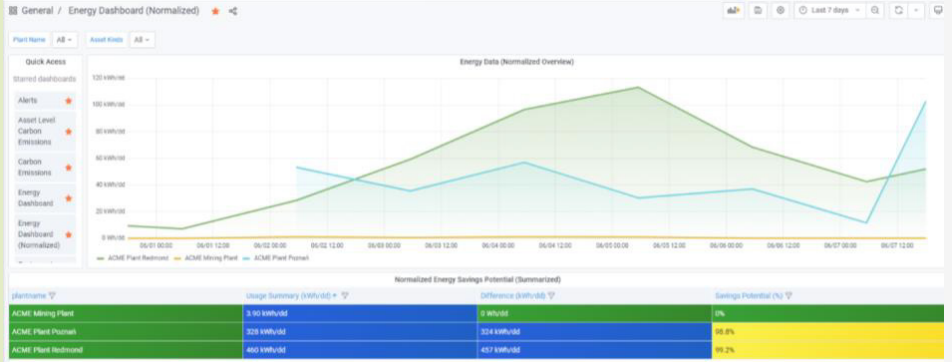 General / Energy Dashboard (Normalized)
Last 7 days
Plant Name All
Asset Kinds All
Quick Acess
Starred dashboards
Alerts
Asset Level
Carbon
Emissions
Carbon
Emissions
Energy
Dashboard
Energy
Dashboard
(Normalized)
Energy Data (Normalized Overview)
120 kWh/dd
100 kWh/dd
80 kWh/dd
60 kWh/dd
40 kWh/dd
20 kWh/dd
0 Wh/dd
06/01 00:00 06/01 12:00 06/02 00:00 06/02 12:00 06/03 00:00 06/03 12:00 06/04 00:00 06/04 12:00 06/05 00:00 06/05 12:00 06/06 00:00 06/06 12:00 06/07 00:00 06/07 12:00
ACME Plant Redmond ACME Mining Plant ACME Plant Poznań
Normalized Energy Savings Potential (Summarized)
plantname Usage Summary (kWh/dd) Difference (kWh/dd) Savings Potential (%)
ACME Mining Plant 3.90 kWh/dd 0 Wh/dd 0%
ACME Plant Poznań 328 kWh/dd 324 kWh/dd 98.8%
ACME Plant Redmond 460 kWh/dd 457 kWh/dd 99.2%